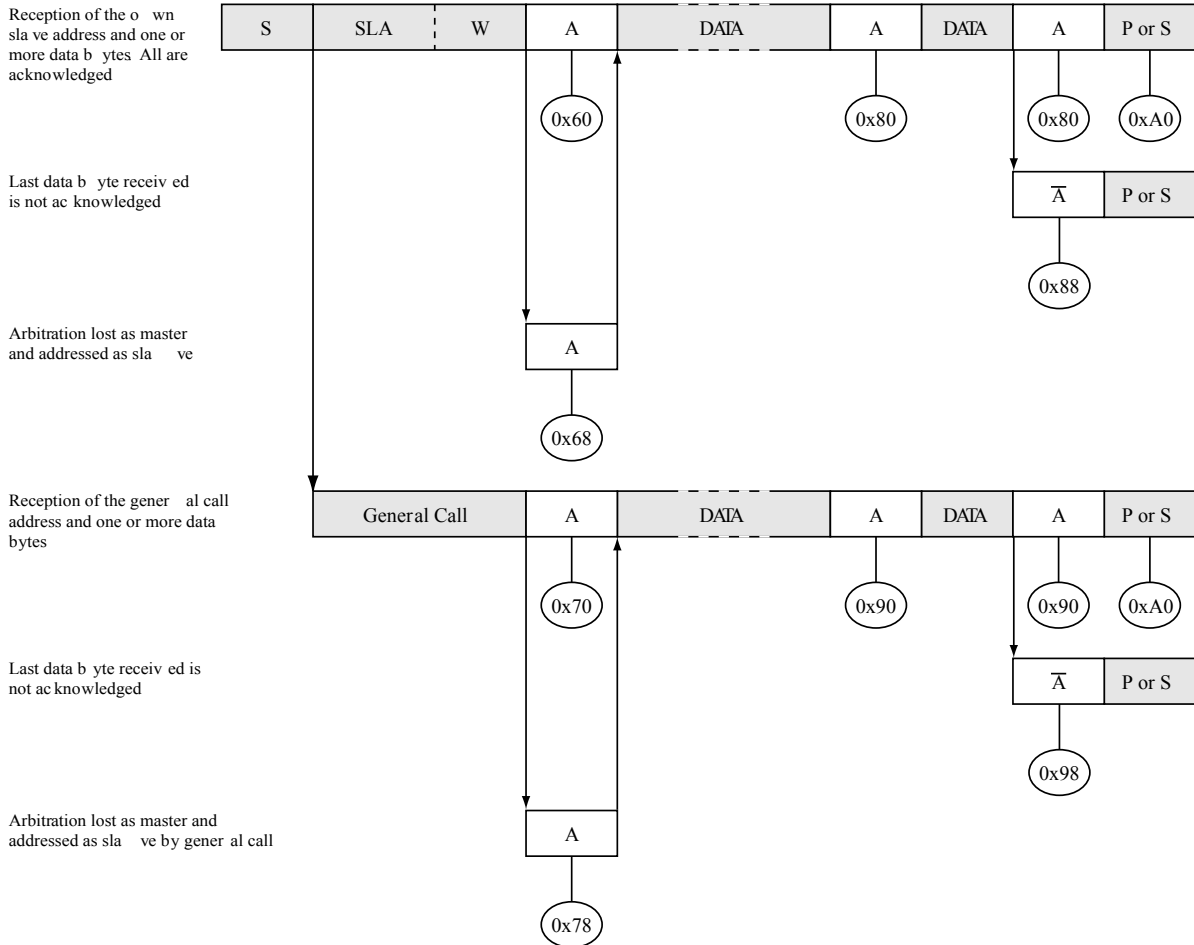 Reception of the o wn
sla ve address and one or
more data b ytes. All are
acknowledged
S SLA W A DATA A DATA A P or S
0x60 0x80 0x80 0xA0
Last data b yte receiv ed
is not ac knowledged
A̅ P or S
0x88
Arbitration lost as master
and addressed as sla ve
A
0x68
Reception of the gener al call
address and one or more data
bytes
General Call A DATA A DATA A P or S
0x70 0x90 0x90 0xA0
Last data b yte receiv ed is
not ac knowledged
A̅ P or S
0x98
Arbitration lost as master and
addressed as sla ve by gener al call
A
0x78